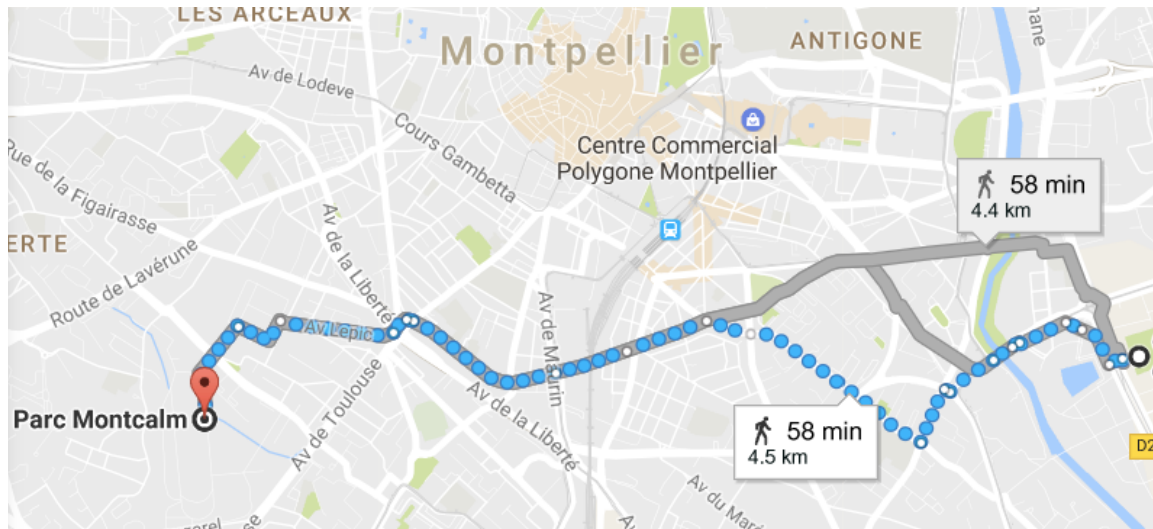 LES ARCEAUX
Montpellier
ANTIGONE
Av de Lodeve
Cours Gambetta
Centre Commercial
Polygone Montpellier
Rue de la Figairasse
58 min
4.4 km
ERTE
Av de la Liberté
Route de Lavérune
Av Lepic
Av de Maurin
Av de Toulouse
Av de la Liberté
Parc Montcalm
58 min
4.5 km
D2
Av du Maré